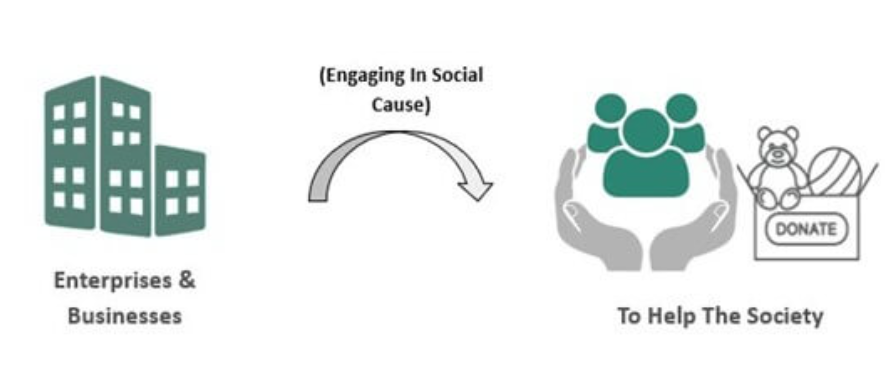 (Engaging In Social
Cause)
Enterprises &
Businesses
DONATE
To Help The Society